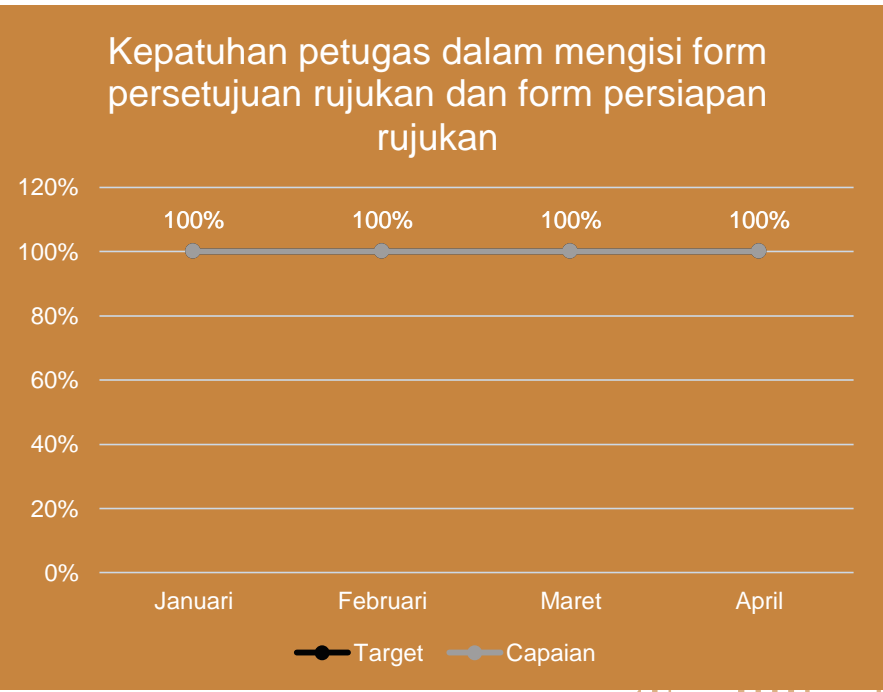 Kepatuhan petugas dalam mengisi form
persetujuan rujukan dan form persiapan
rujukan
120%
100%
80%
60%
40%
20%
0%
100% 100% 100% 100%
Januari Februari Maret April
Target Capaian